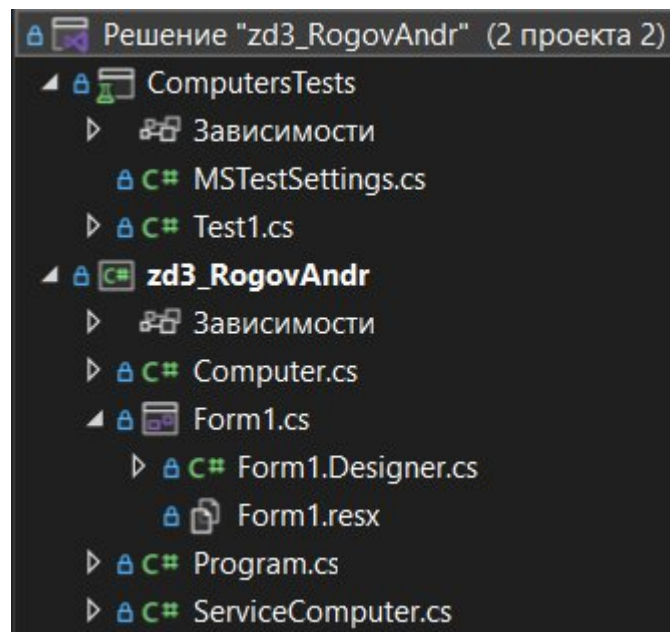 Решение "zd3_RogovAndr" (2 проекта 2)
ComputersTests
Зависимости
C# MSTestSettings.cs
C# Test1.cs
C# zd3_RogovAndr
Зависимости
C# Computer.cs
Form1.cs
C# Form1.Designer.cs
Form1.resx
C# Program.cs
C# ServiceComputer.cs